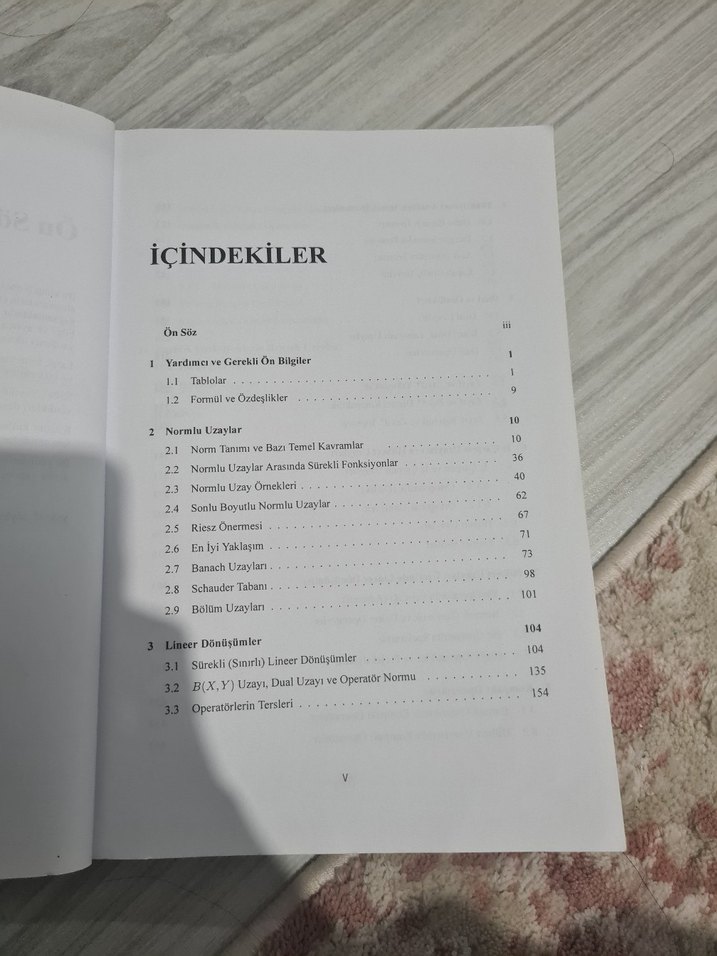 Ön Sö
İÇİNDEKİLER
Ön Söz iii
1 Yardımcı ve Gerekli Ön Bilgiler 1
1.1 Tablolar . . . . . . . . . . . . . . . . . . . . . . . . . . . . . . 1
1.2 Formül ve Özdeşlikler . . . . . . . . . . . . . . . . . . . . . . . 9
2 Normlu Uzaylar 10
2.1 Norm Tanımı ve Bazı Temel Kavramlar . . . . . . . . . . . . 10
2.2 Normlu Uzaylar Arasında Sürekli Fonksiyonlar . . . . . . . . . . . . 36
2.3 Normlu Uzay Örnekleri . . . . . . . . . . . . . . . . . . . . . . . 40
2.4 Sonlu Boyutlu Normlu Uzaylar . . . . . . . . . . . . . . . . . . . 62
2.5 Riesz Önermesi . . . . . . . . . . . . . . . . . . . . . . . . . . . 67
2.6 En İyi Yaklaşım . . . . . . . . . . . . . . . . . . . . . . . . . . . 71
2.7 Banach Uzayları . . . . . . . . . . . . . . . . . . . . . . . . . . . 73
2.8 Schauder Tabanı . . . . . . . . . . . . . . . . . . . . . . . . . . . 98
2.9 Bölüm Uzayları . . . . . . . . . . . . . . . . . . . . . . . . . . . 101
3 Lineer Dönüşümler 104
3.1 Sürekli (Sınırlı) Lineer Dönüşümler . . . . . . . . . . . . . . . . 104
3.2 B(X, Y) Uzayı, Dual Uzayı ve Operatör Normu . . . . . . . . . . 135
3.3 Operatörlerin Tersleri . . . . . . . . . . . . . . . . . . . . . . . . 154
V